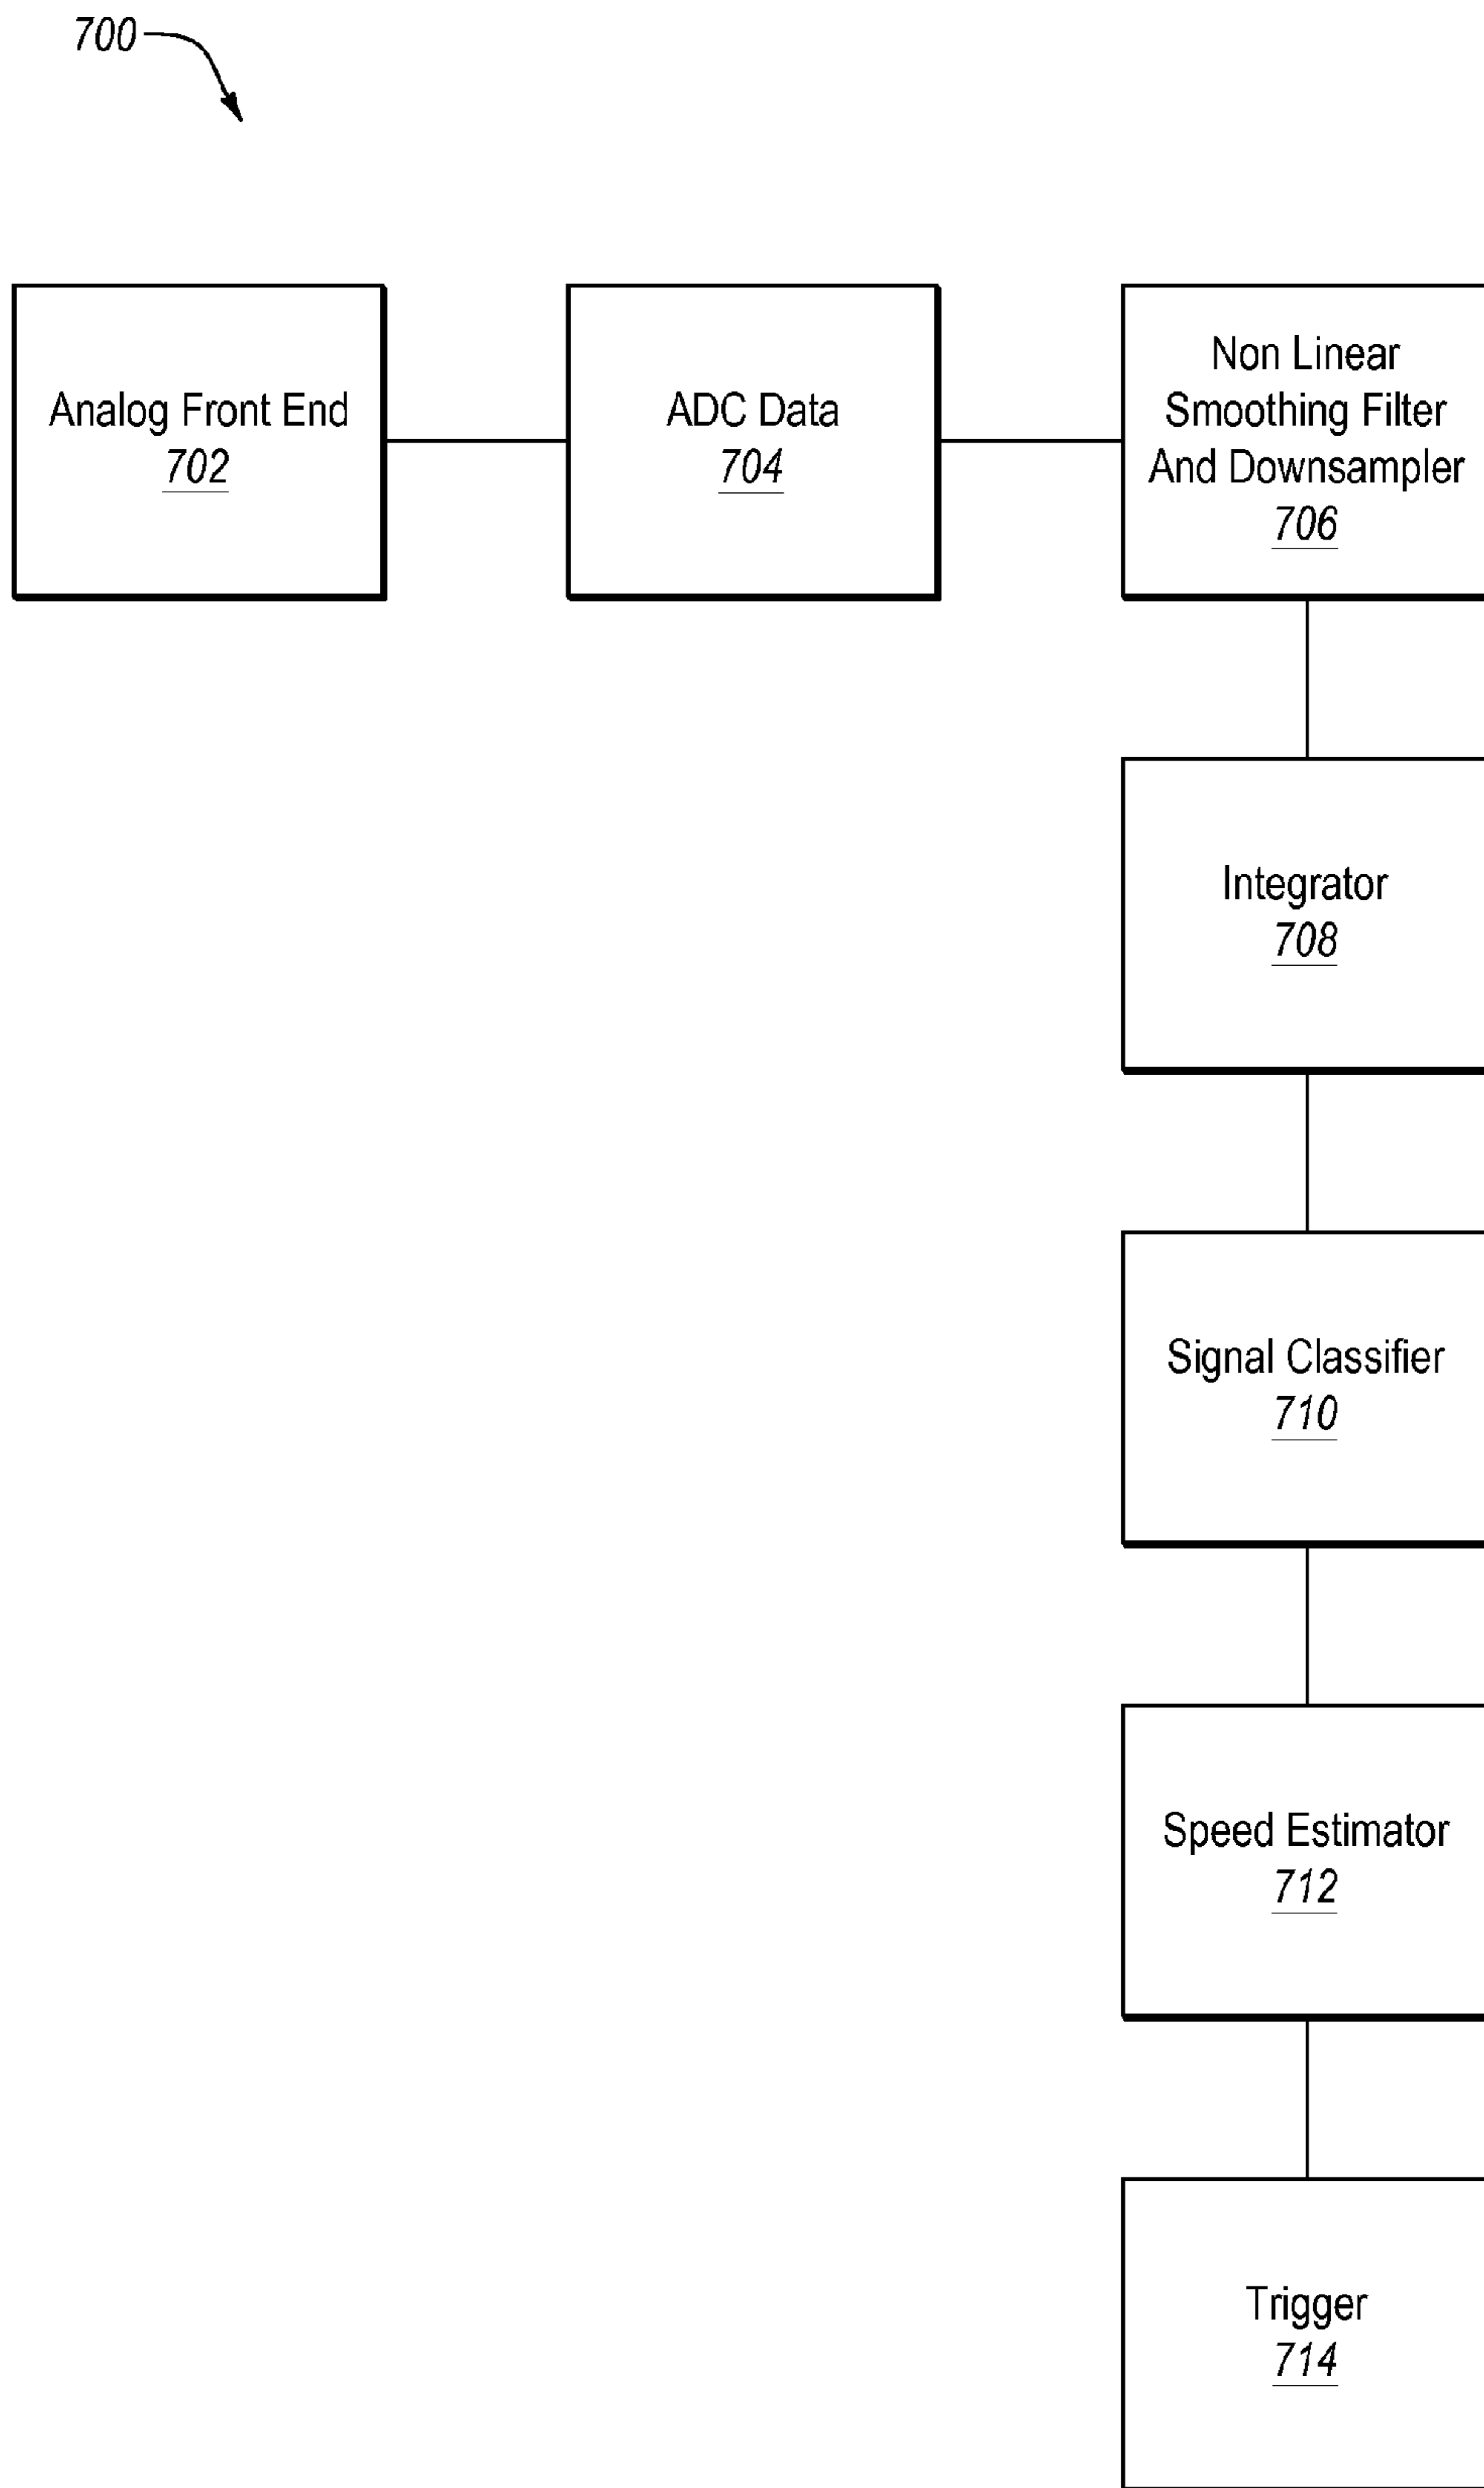 700
Analog Front End
702
ADC Data
704
Non Linear
Smoothing Filter
And Downsampler
706
Integrator
708
Signal Classifier
710
Speed Estimator
712
Trigger
714